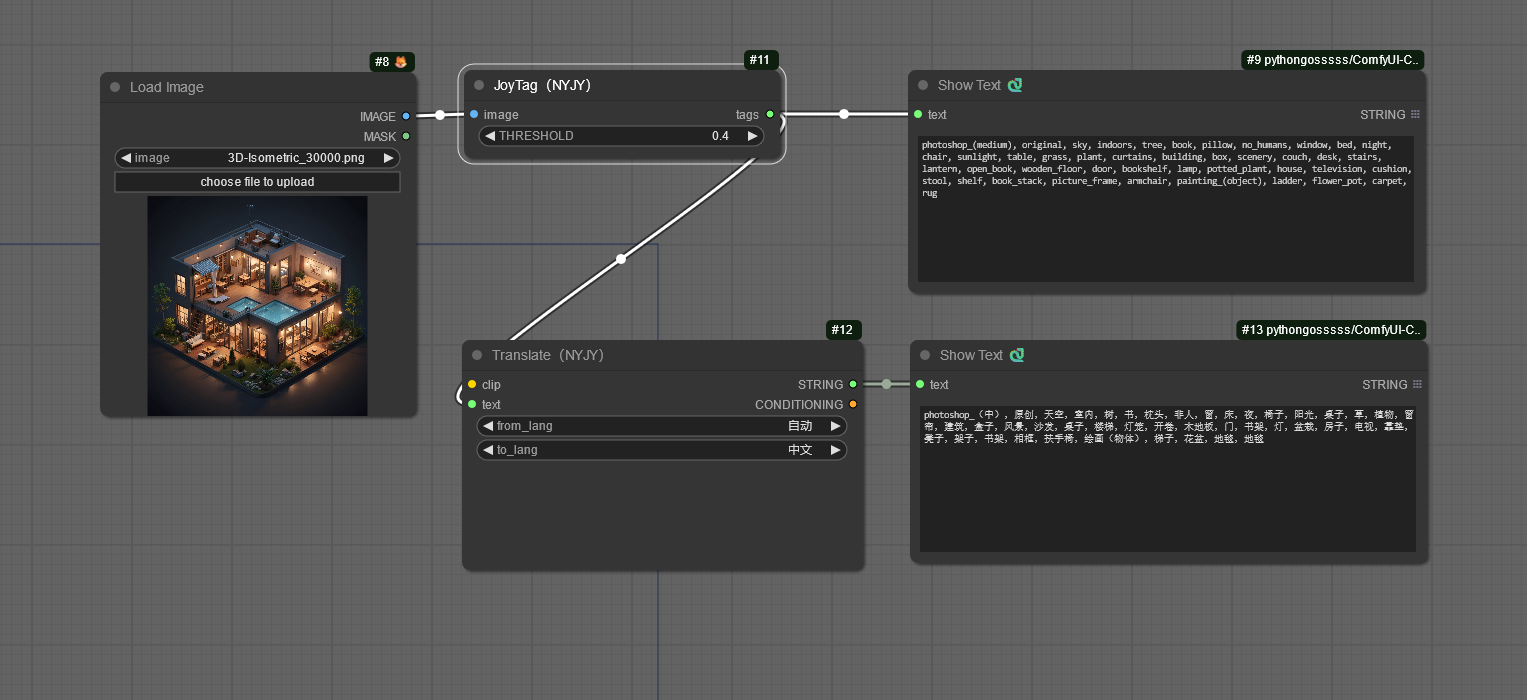 #8
Load Image
IMAGE
MASK
image 3D-Isometric_30000.png
choose file to upload
#11
JoyTag（NYJY）
image tags
THRESHOLD 0.4
#9 pythongosssss/ComfyUI-C..
Show Text
text STRING
photoshop_(medium), original, sky, indoors, tree, book, pillow, no_humans, window, bed, night,
chair, sunlight, table, grass, plant, curtains, building, box, scenery, couch, desk, stairs,
lantern, open_book, wooden_floor, door, bookshelf, lamp, potted_plant, house, television, cushion,
stool, shelf, book_stack, picture_frame, armchair, painting_(object), ladder, flower_pot, carpet,
rug
#12
Translate（NYJY）
clip STRING
text CONDITIONING
from_lang 自动
to_lang 中文
#13 pythongosssss/ComfyUI-C..
Show Text
text STRING
photoshop_（中），原创，天空，室内，树，书，枕头，非人，窗，床，夜，椅子，阳光，桌子，草，植物，窗
帘，建筑，盒子，风景，沙发，桌子，楼梯，灯笼，开卷，木地板，门，书架，灯，盆栽，房子，电视，靠垫，
凳子，架子，书架，相框，扶手椅，绘画（物体），梯子，花盆，地毯，地毯